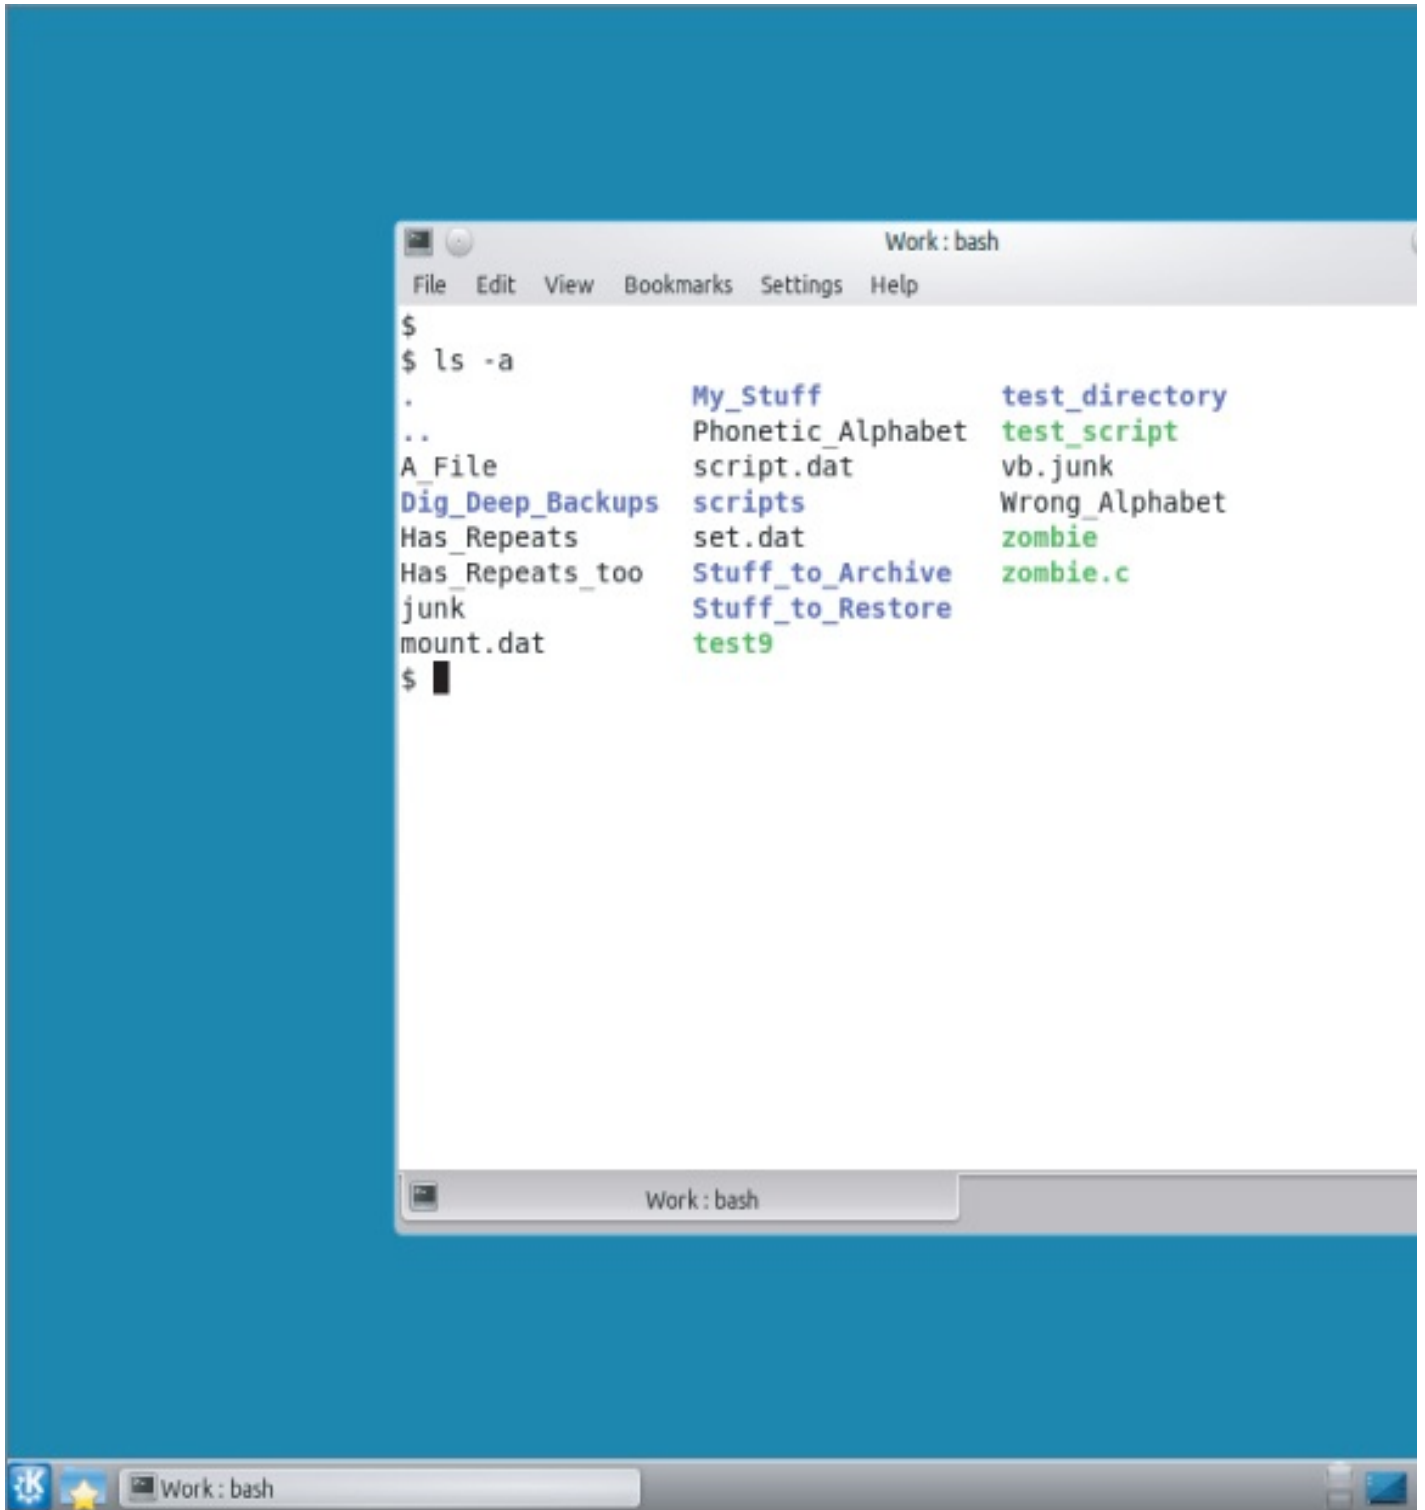 Work : bash
File Edit View Bookmarks Settings Help
$
$ ls -a
. My_Stuff test_directory
.. Phonetic_Alphabet test_script
A_File script.dat vb.junk
Dig_Deep_Backups scripts Wrong_Alphabet
Has_Repeats set.dat zombie
Has_Repeats_too Stuff_to_Archive zombie.c
junk Stuff_to_Restore
mount.dat test9
$
Work : bash
Work : bash